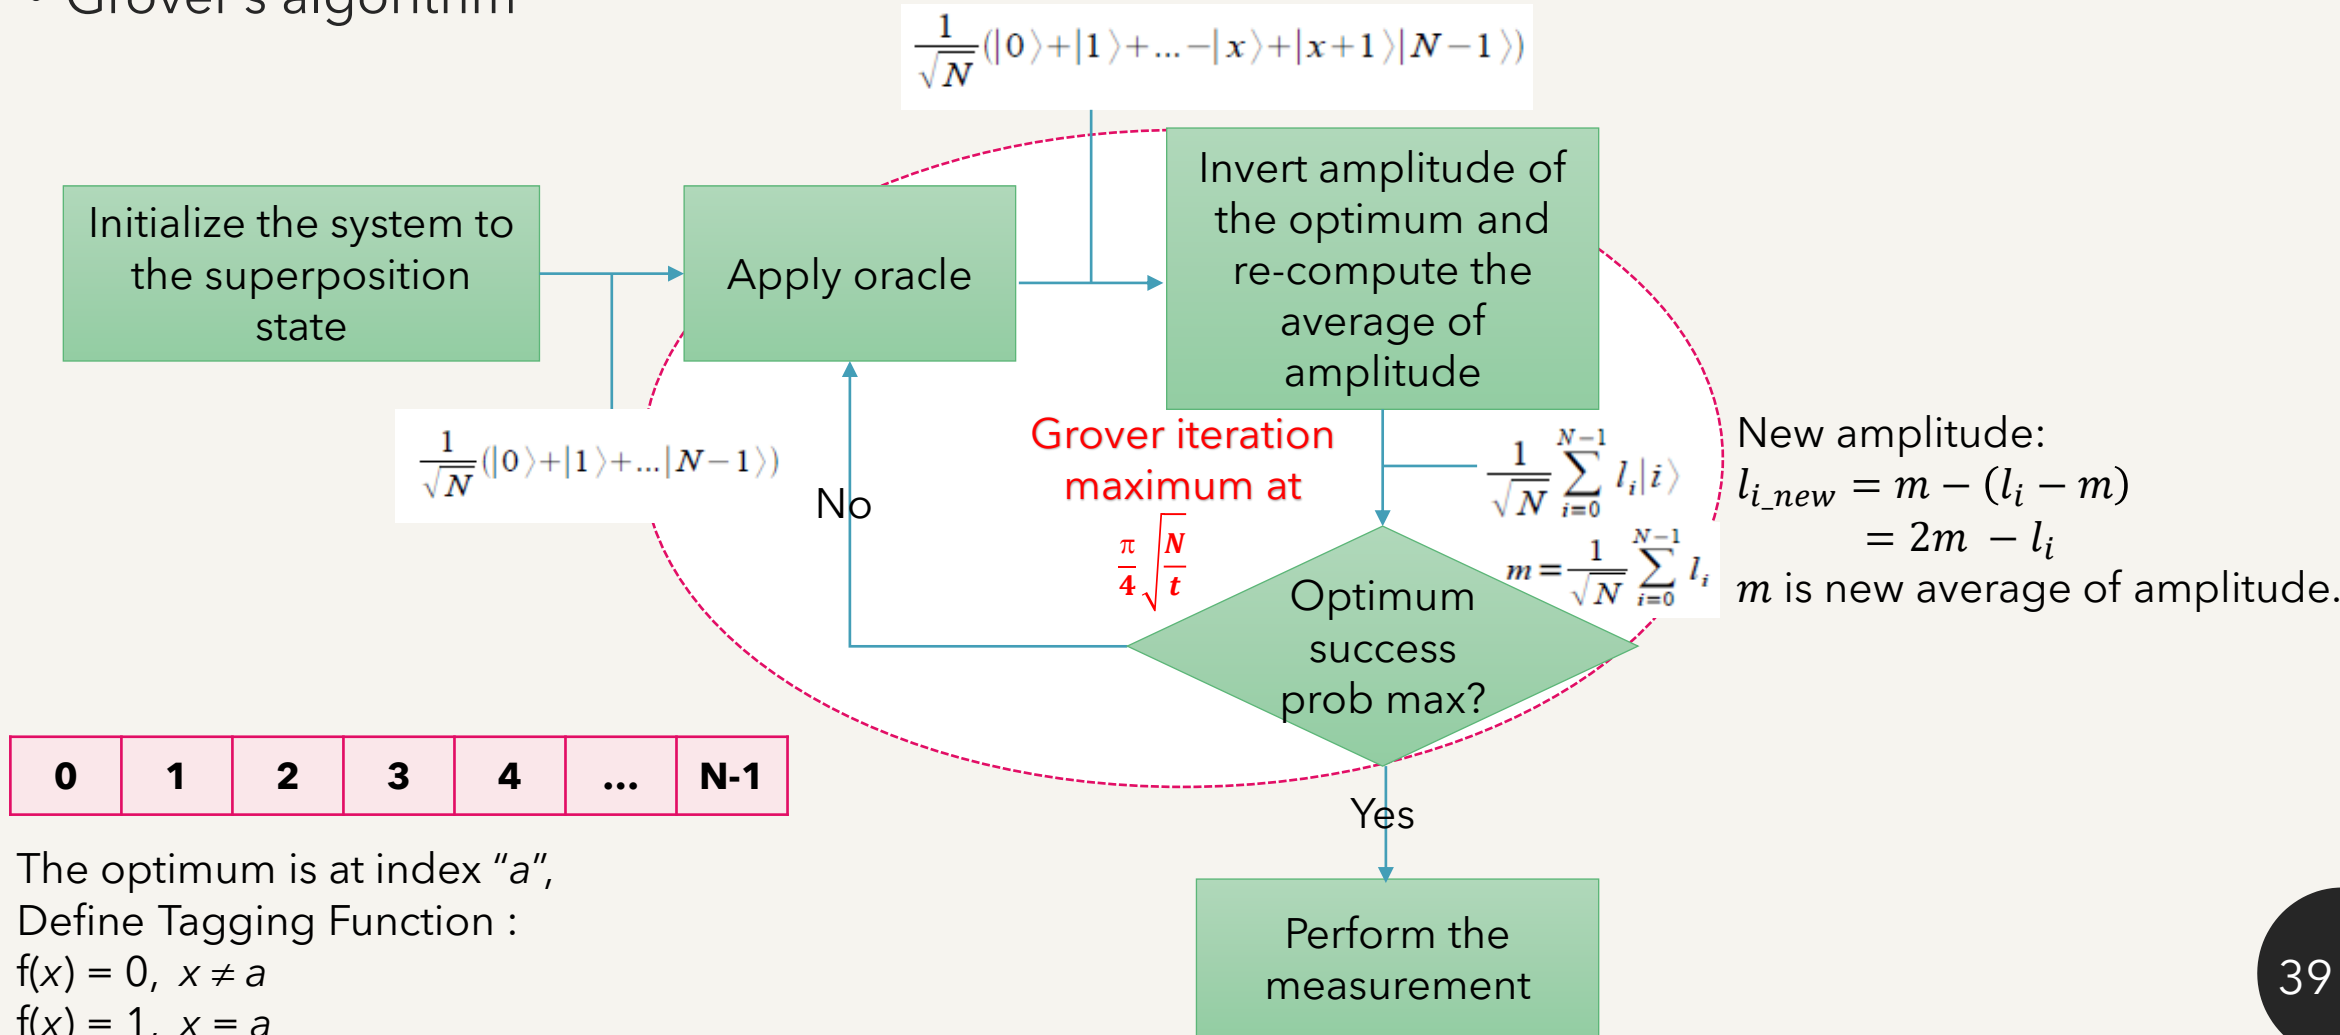 • Grover's algorithm
1/√N (|0⟩+|1⟩+...−|x⟩+|x+1⟩|N−1⟩)
Initialize the system to
the superposition
state
Apply oracle
Invert amplitude of
the optimum and
re-compute the
average of
amplitude
1/√N (|0⟩+|1⟩+...|N−1⟩)
No
Grover iteration
maximum at
π/4 √(N/t)
1/√N ∑_{i=0}^{N−1} l_i|i⟩
m = 1/√N ∑_{i=0}^{N−1} l_i
New amplitude:
l_{i_new} = m − (l_i − m)
= 2m − l_i
m is new average of amplitude.
Optimum
success
prob max?
Yes
Perform the
measurement
0 1 2 3 4 ... N-1
The optimum is at index “a”,
Define Tagging Function :
f(x) = 0, x ≠ a
f(x) = 1, x = a
39